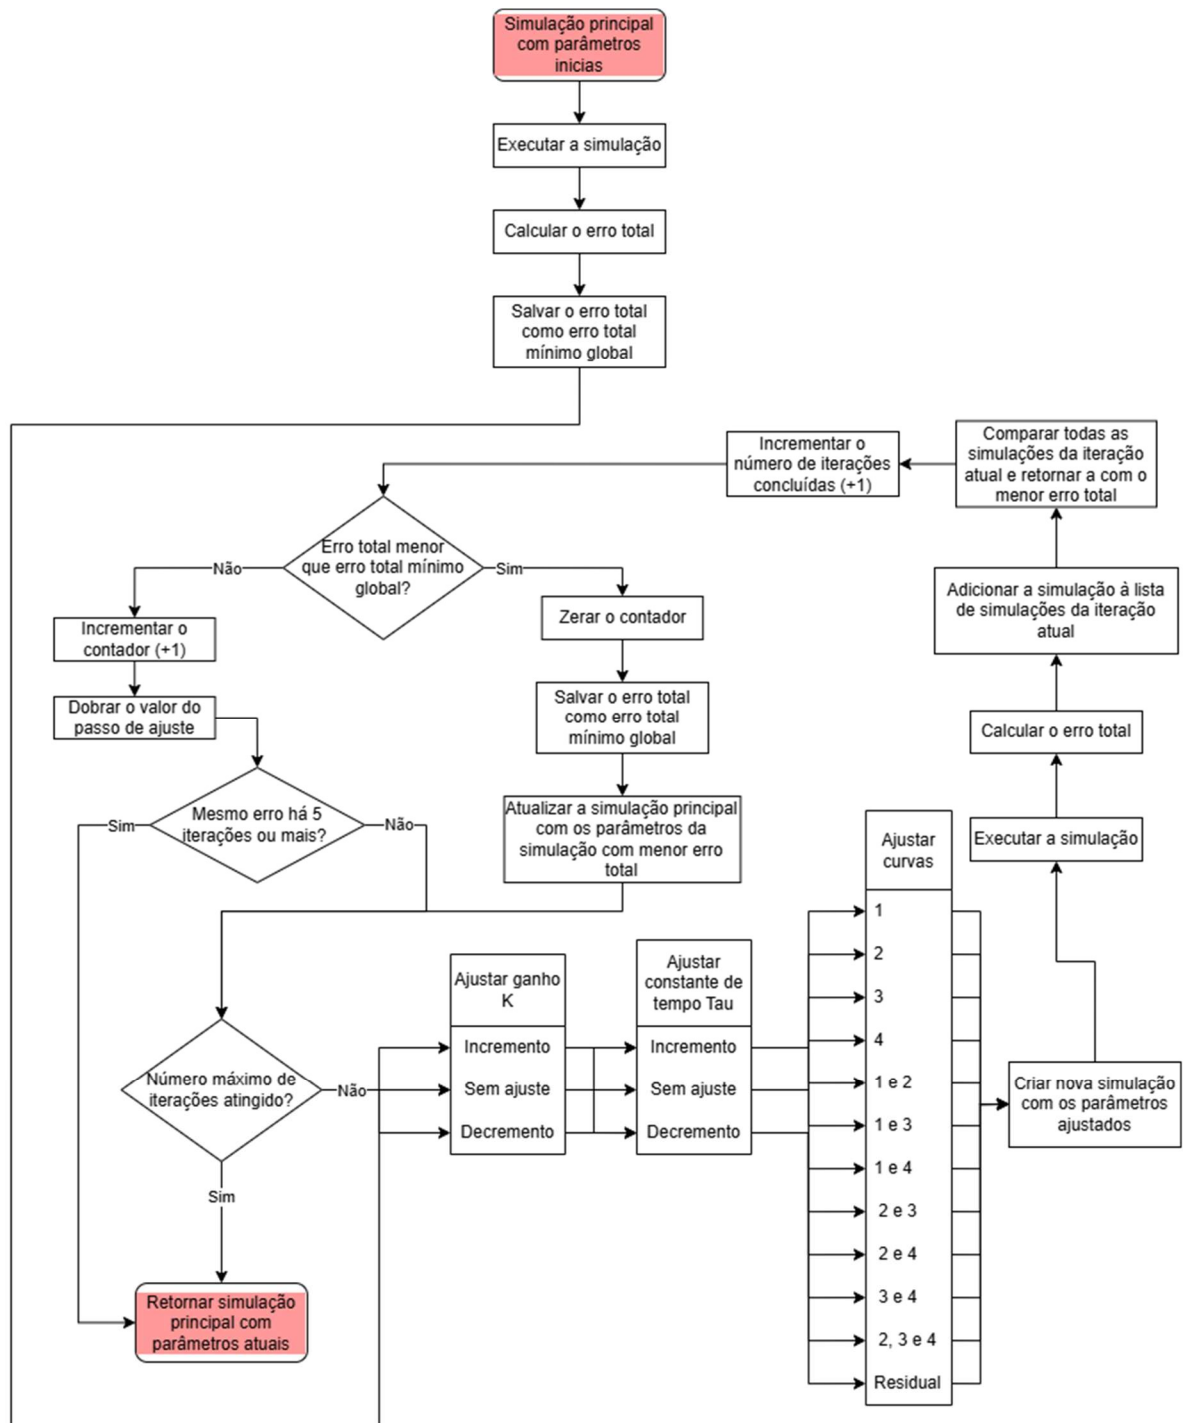 Simulação principal
com parâmetros
inicias
Executar a simulação
Calcular o erro total
Salvar o erro total
como erro total
mínimo global
Comparar todas as
simulações da iteração
atual e retornar a com o
menor erro total
Incrementar o
número de iterações
concluídas (+1)
Erro total menor
que erro total mínimo
global?
Não
Sim
Incrementar o
contador (+1)
Dobrar o valor do
passo de ajuste
Zerar o contador
Salvar o erro total
como erro total
mínimo global
Atualizar a simulação principal
com os parâmetros da
simulação com menor erro
total
Adicionar a simulação à lista
de simulações da iteração
atual
Calcular o erro total
Executar a simulação
Mesmo erro há 5
iterações ou mais?
Sim
Não
Número máximo de
iterações atingido?
Não
Sim
Retornar simulação
principal com
parâmetros atuais
Ajustar ganho
K
Incremento
Sem ajuste
Decremento
Ajustar
constante de
tempo Tau
Incremento
Sem ajuste
Decremento
Ajustar
curvas
1
2
3
4
1 e 2
1 e 3
1 e 4
2 e 3
2 e 4
3 e 4
2, 3 e 4
Residual
Criar nova simulação
com os parâmetros
ajustados